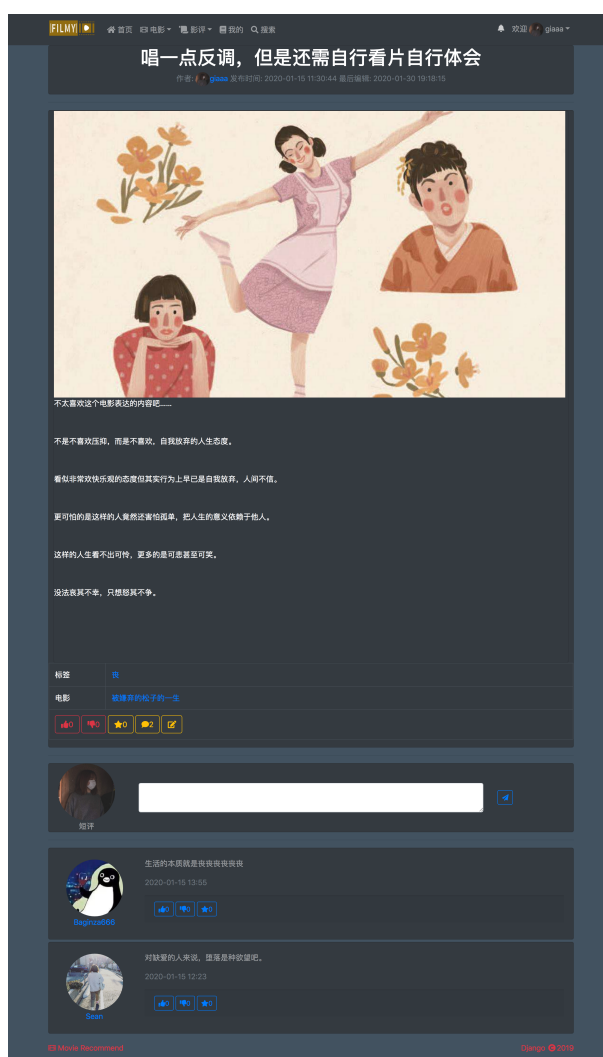 FILMY
首页 电影 影评 我的 搜索
欢迎 giaaa
唱一点反调，但是还需自行看片自行体会
作者: giaaa 发布时间: 2020-01-15 11:30:44 最后编辑: 2020-01-30 19:18:15
不太喜欢这个电影表达的内容吧......
不是不喜欢压抑，而是不喜欢，自我放弃的人生态度。
看似非常欢快乐观的态度但其实行为上早已是自我放弃，人间不信。
更可怕的是这样的人竟然还害怕孤单，把人生的意义依赖于他人。
这样的人生看不出可怜，更多的是可悲甚至可笑。
没法哀其不幸，只想怒其不争。
标签
电影 被嫌弃的松子的一生
0 0 0 2
短评
生活的本质就是丧丧丧丧丧丧
2020-01-15 13:55
0 0 0
Baginza666
对缺爱的人来说，堕落是种欲望吧。
2020-01-15 12:23
0 0 0
Sean
Movie Recommend
Django 2019